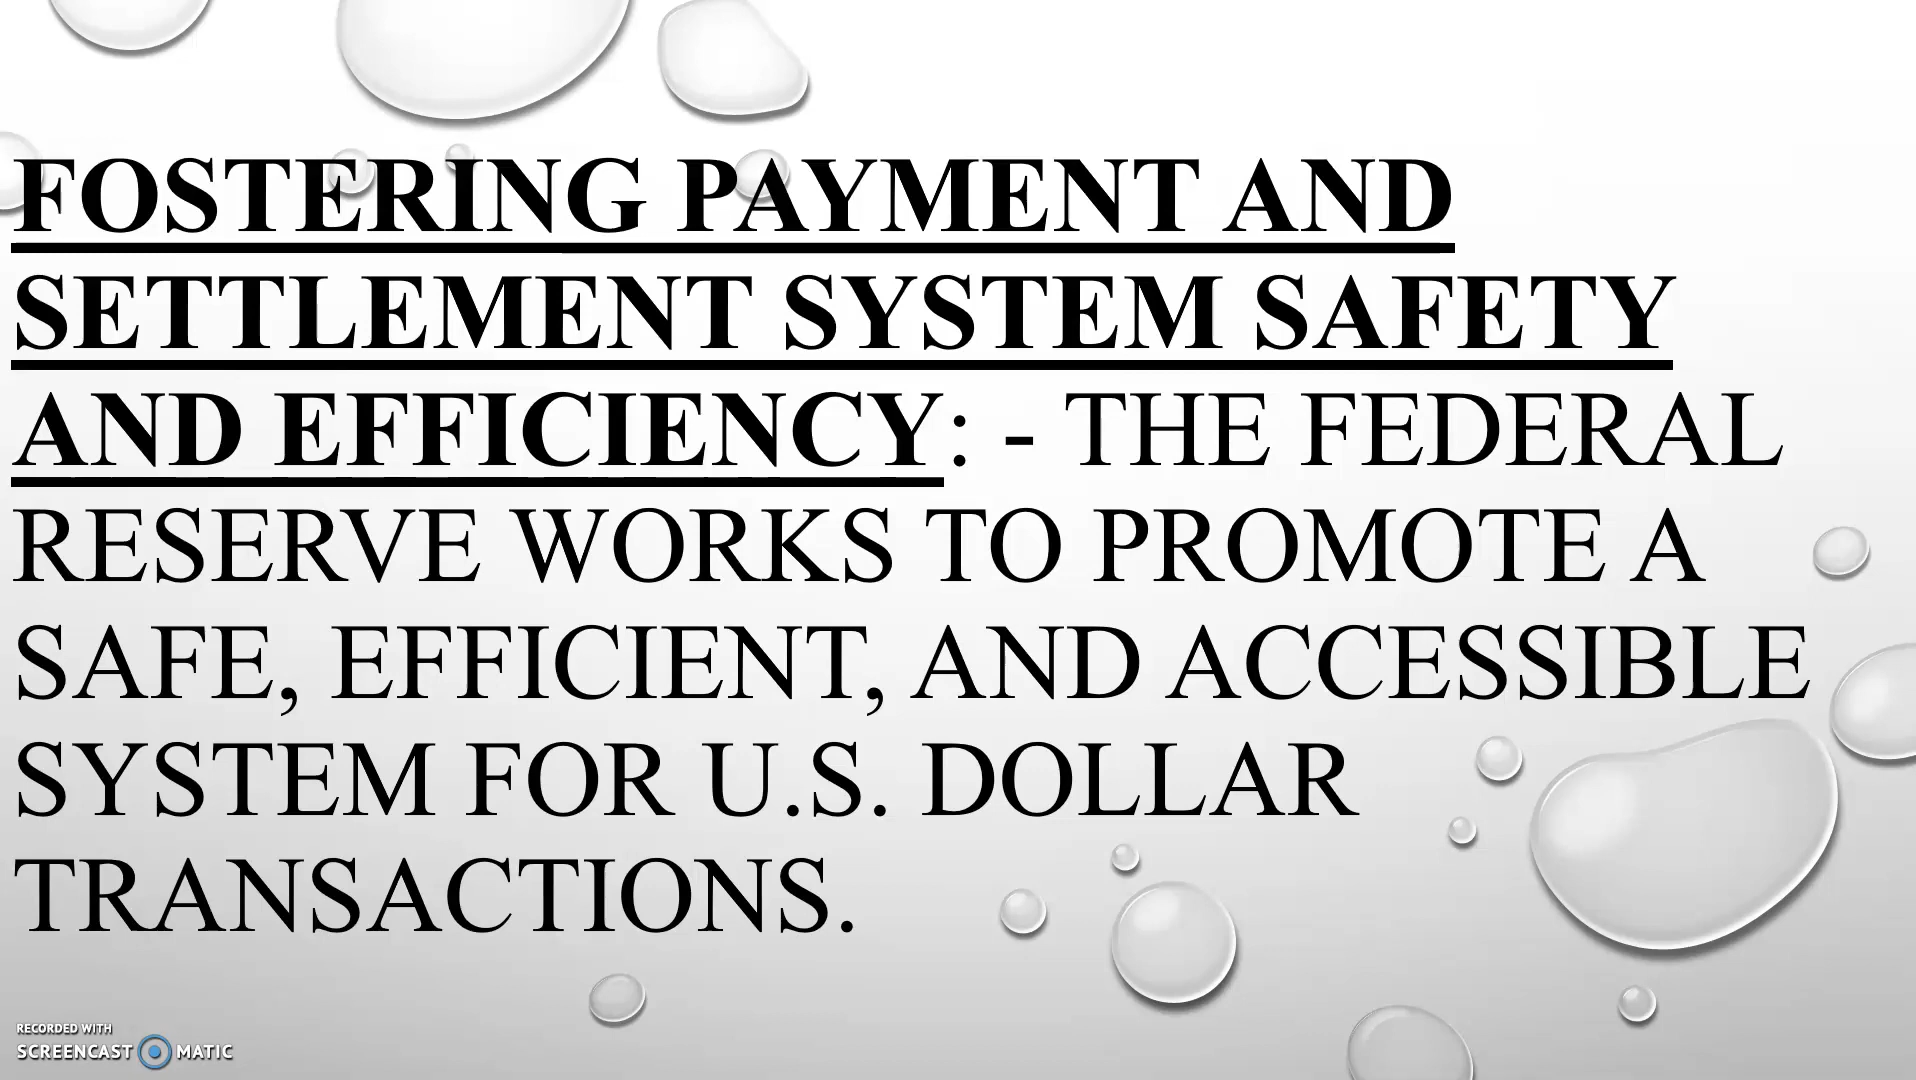 FOSTERING PAYMENT AND
SETTLEMENT SYSTEM SAFETY
AND EFFICIENCY: - THE FEDERAL
RESERVE WORKS TO PROMOTE A
SAFE, EFFICIENT, AND ACCESSIBLE
SYSTEM FOR U.S. DOLLAR
TRANSACTIONS.
RECORDED WITH
SCREENCAST MATIC